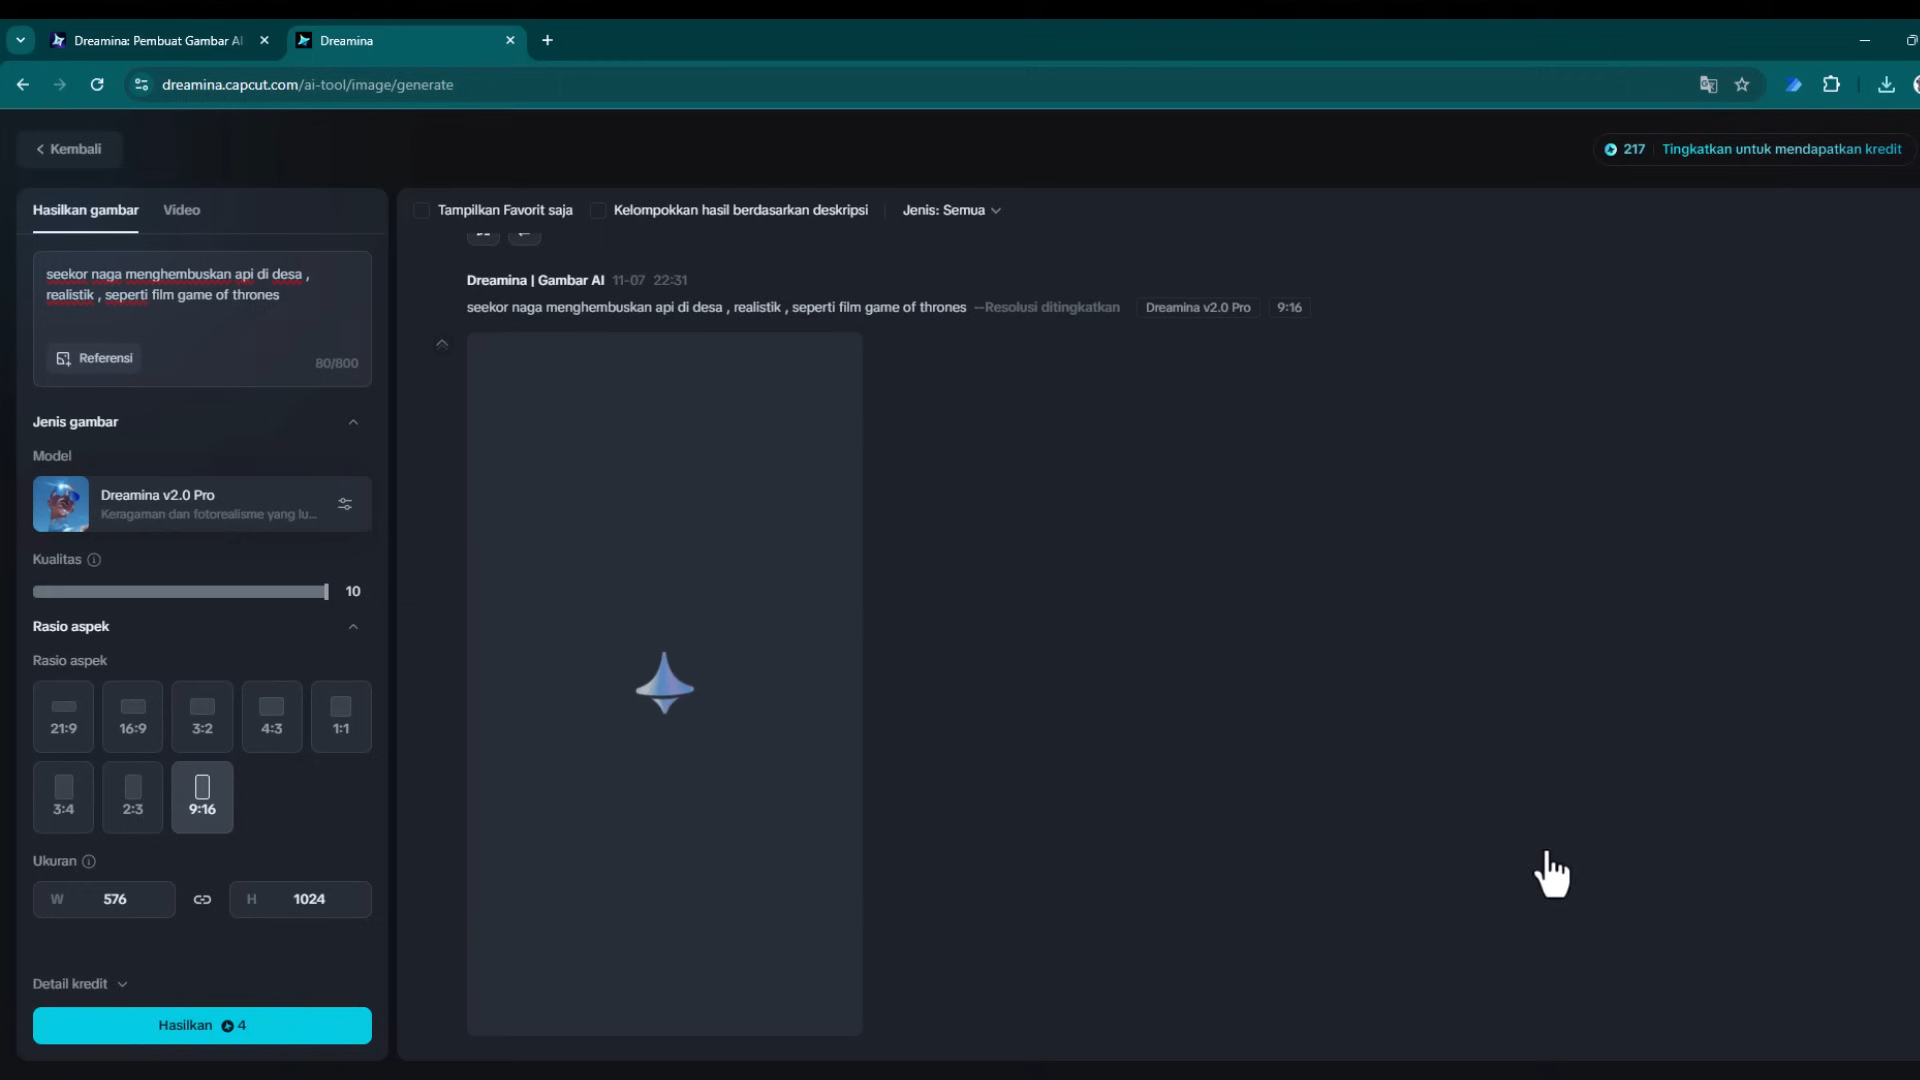 Dreamina: Pembuat Gambar AI
Dreamina
dreamina.capcut.com/ai-tool/image/generate
Kembali
217
Tingkatkan untuk mendapatkan kredit
Hasilkan gambar
Video
Tampilkan Favorit saja
Kelompokkan hasil berdasarkan deskripsi
Jenis: Semua
seekor naga menghembuskan api di desa ,
realistik , seperti film game of thrones
Referensi
80/800
Dreamina | Gambar AI 11-07 22:31
seekor naga menghembuskan api di desa , realistik , seperti film game of thrones --Resolusi ditingkatkan Dreamina v2.0 Pro 9:16
Jenis gambar
Model
Dreamina v2.0 Pro
Keragaman dan fotorealisme yang lu...
Kualitas
10
Rasio aspek
Rasio aspek
21:9 16:9 3:2 4:3 1:1
3:4 2:3 9:16
Ukuran
W 576 H 1024
Detail kredit
Hasilkan 4